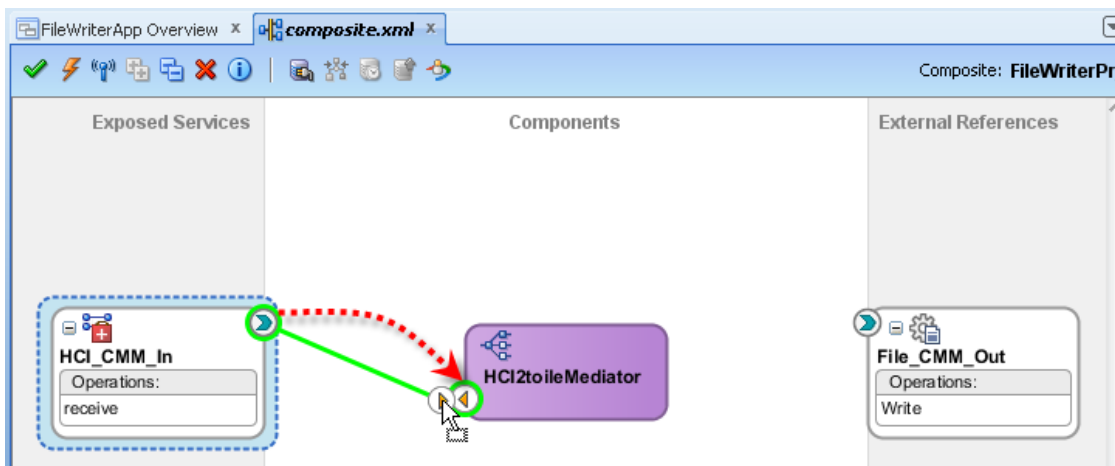 FileWriterApp Overview x composite.xml x
Composite: FileWriterPr
Exposed Services Components External References
HCI_CMM_In
Operations:
receive
HCI2toileMediator
File_CMM_Out
Operations:
Write